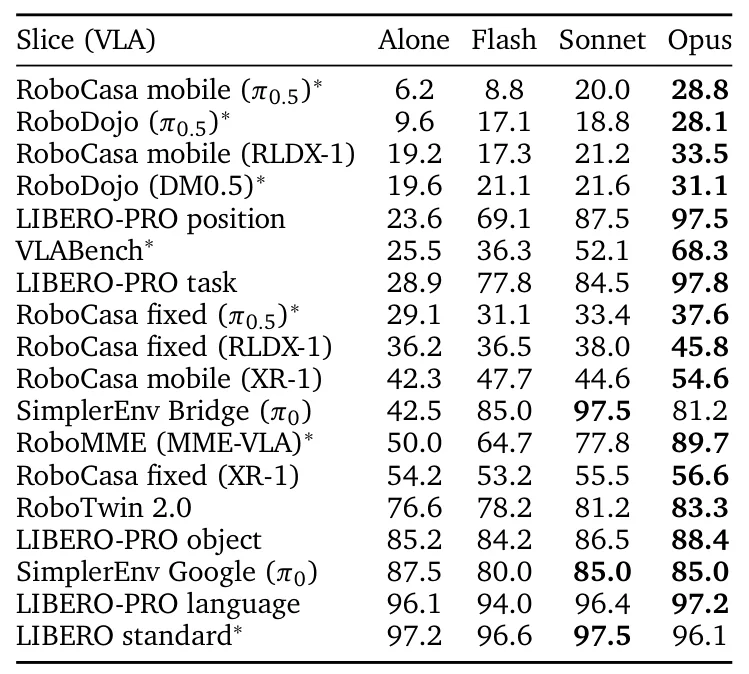 Slice (VLA) Alone Flash Sonnet Opus
RoboCasa mobile (π0.5)* 6.2 8.8 20.0 28.8
RoboDojo (π0.5)* 9.6 17.1 18.8 28.1
RoboCasa mobile (RLDX-1) 19.2 17.3 21.2 33.5
RoboDojo (DM0.5)* 19.6 21.1 21.6 31.1
LIBERO-PRO position 23.6 69.1 87.5 97.5
VLABench* 25.5 36.3 52.1 68.3
LIBERO-PRO task 28.9 77.8 84.5 97.8
RoboCasa fixed (π0.5)* 29.1 31.1 33.4 37.6
RoboCasa fixed (RLDX-1) 36.2 36.5 38.0 45.8
RoboCasa mobile (XR-1) 42.3 47.7 44.6 54.6
SimplerEnv Bridge (π0) 42.5 85.0 97.5 81.2
RoboMME (MME-VLA)* 50.0 64.7 77.8 89.7
RoboCasa fixed (XR-1) 54.2 53.2 55.5 56.6
RoboTwin 2.0 76.6 78.2 81.2 83.3
LIBERO-PRO object 85.2 84.2 86.5 88.4
SimplerEnv Google (π0) 87.5 80.0 85.0 85.0
LIBERO-PRO language 96.1 94.0 96.4 97.2
LIBERO standard* 97.2 96.6 97.5 96.1